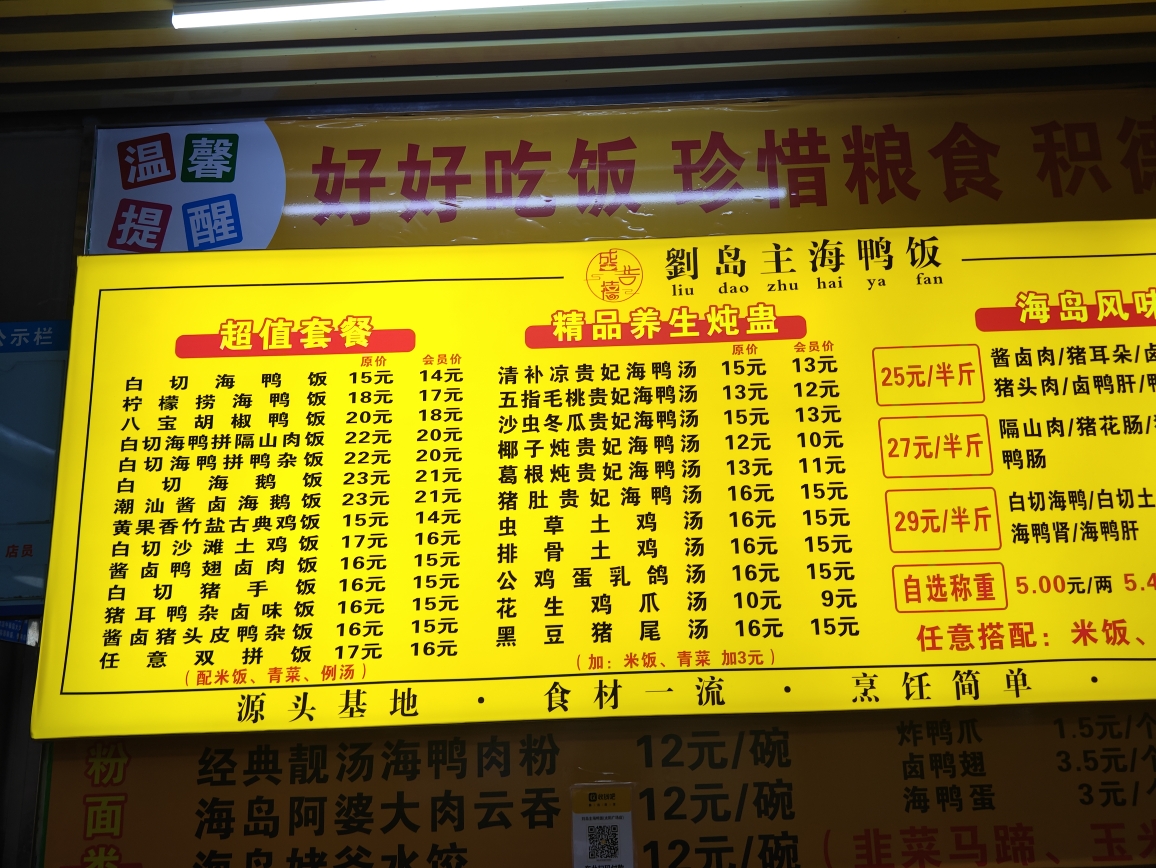 温馨
提醒
好好吃饭 珍惜粮食 积
劉岛主海鸭饭
liu dao zhu hai ya fan
超值套餐
原价 会员价
白切海鸭饭 15元 14元
柠檬捞海鸭饭 18元 17元
八宝胡椒鸭饭 20元 18元
白切海鸭拼隔山肉饭 22元 20元
白切海鸭拼鸭杂饭 22元 20元
白切海鹅饭 23元 21元
潮汕酱卤海鹅饭 23元 21元
黄果香竹盐古典鸡饭 15元 14元
白切沙滩土鸡饭 17元 16元
酱卤鸭翅卤肉饭 16元 15元
白切猪手饭 16元 15元
猪耳鸭杂卤味饭 16元 15元
酱卤猪头皮鸭杂饭 16元 15元
任意双拼饭 17元 16元
（配米饭、青菜、例汤）
精品养生炖蛊
原价 会员价
清补凉贵妃海鸭汤 15元 13元
五指毛桃贵妃海鸭汤 13元 12元
沙虫冬瓜贵妃海鸭汤 15元 13元
椰子炖贵妃海鸭汤 12元 10元
葛根炖贵妃海鸭汤 13元 11元
猪肚贵妃海鸭汤 16元 15元
虫草土鸡汤 16元 15元
排骨土鸡汤 16元 15元
公鸡蛋乳鸽汤 16元 15元
花生鸡爪汤 10元 9元
黑豆猪尾汤 16元 15元
（加：米饭、青菜 加3元）
海岛风味
25元/半斤
酱卤肉/猪耳朵/卤
猪头肉/卤鸭肝/鸭
27元/半斤
隔山肉/猪花肠/
鸭肠
29元/半斤
白切海鸭/白切土
海鸭肾/海鸭肝
自选称重 5.00元/两 5.4
任意搭配：米饭、
源头基地 · 食材一流 · 烹饪简单 ·
公示栏
店员
粉
面
经典靓汤海鸭肉粉 12元/碗
海岛阿婆大肉云吞 12元/碗
12元/碗
炸鸭爪 1.5元/个
卤鸭翅 3.5元/个
海鸭蛋 3元/
（韭菜马蹄 玉米